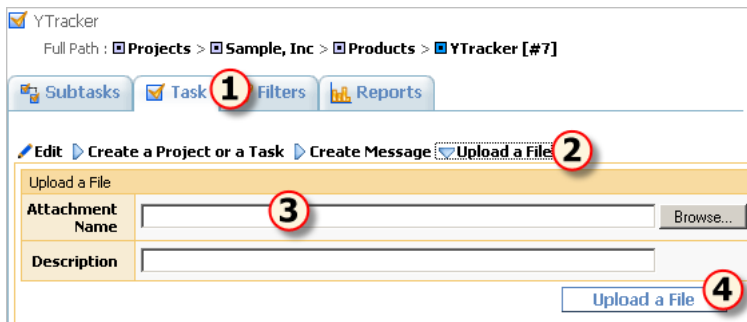 YTracker
Full Path : Projects > Sample, Inc > Products > YTracker [#7]
Subtasks Task 1 Filters Reports
Edit Create a Project or a Task Create Message Upload a File 2
Upload a File
Attachment Name 3 Browse...
Description
Upload a File 4